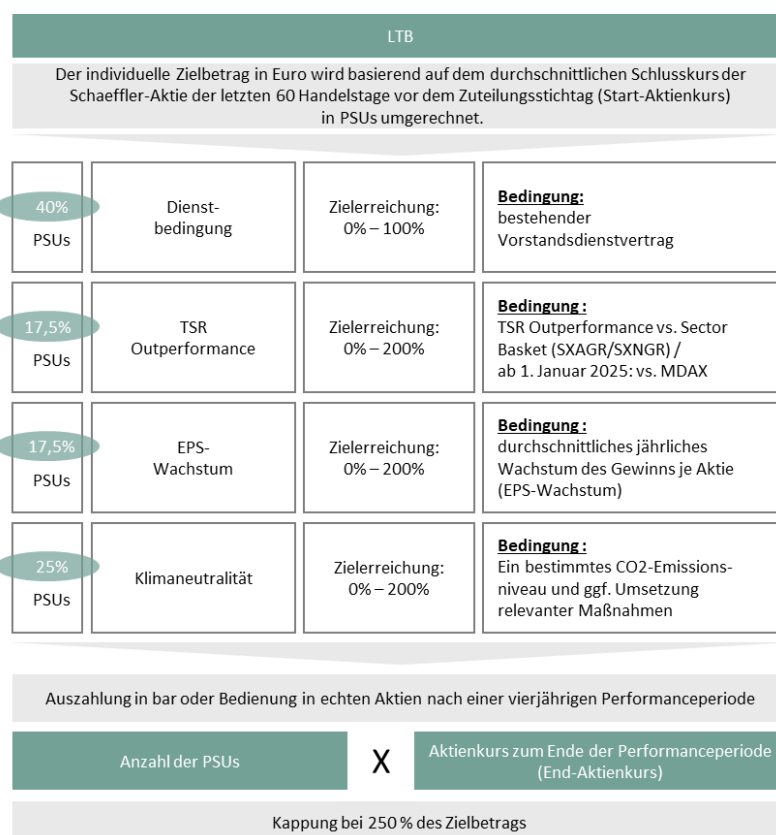 LTB
Der individuelle Zielbetrag in Euro wird basierend auf dem durchschnittlichen Schlusskurs der
Schaeffler-Aktie der letzten 60 Handelstage vor dem Zuteilungsstichtag (Start-Aktienkurs)
in PSUs umgerechnet.
40%
PSUs
Dienst-
bedingung
Zielerreichung:
0% – 100%
Bedingung:
bestehender
Vorstandsdienstvertrag
17,5%
PSUs
TSR
Outperformance
Zielerreichung:
0% – 200%
Bedingung :
TSR Outperformance vs. Sector
Basket (SXAGR/SXNGR) /
ab 1. Januar 2025: vs. MDAX
17,5%
PSUs
EPS-
Wachstum
Zielerreichung:
0% – 200%
Bedingung :
durchschnittliches jährliches
Wachstum des Gewinns je Aktie
(EPS-Wachstum)
25%
PSUs
Klimaneutralität
Zielerreichung:
0% – 200%
Bedingung :
Ein bestimmtes CO2-Emissions-
niveau und ggf. Umsetzung
relevanter Maßnahmen
Auszahlung in bar oder Bedienung in echten Aktien nach einer vierjährigen Performanceperiode
Anzahl der PSUs
X
Aktienkurs zum Ende der Performanceperiode
(End-Aktienkurs)
Kappung bei 250 % des Zielbetrags